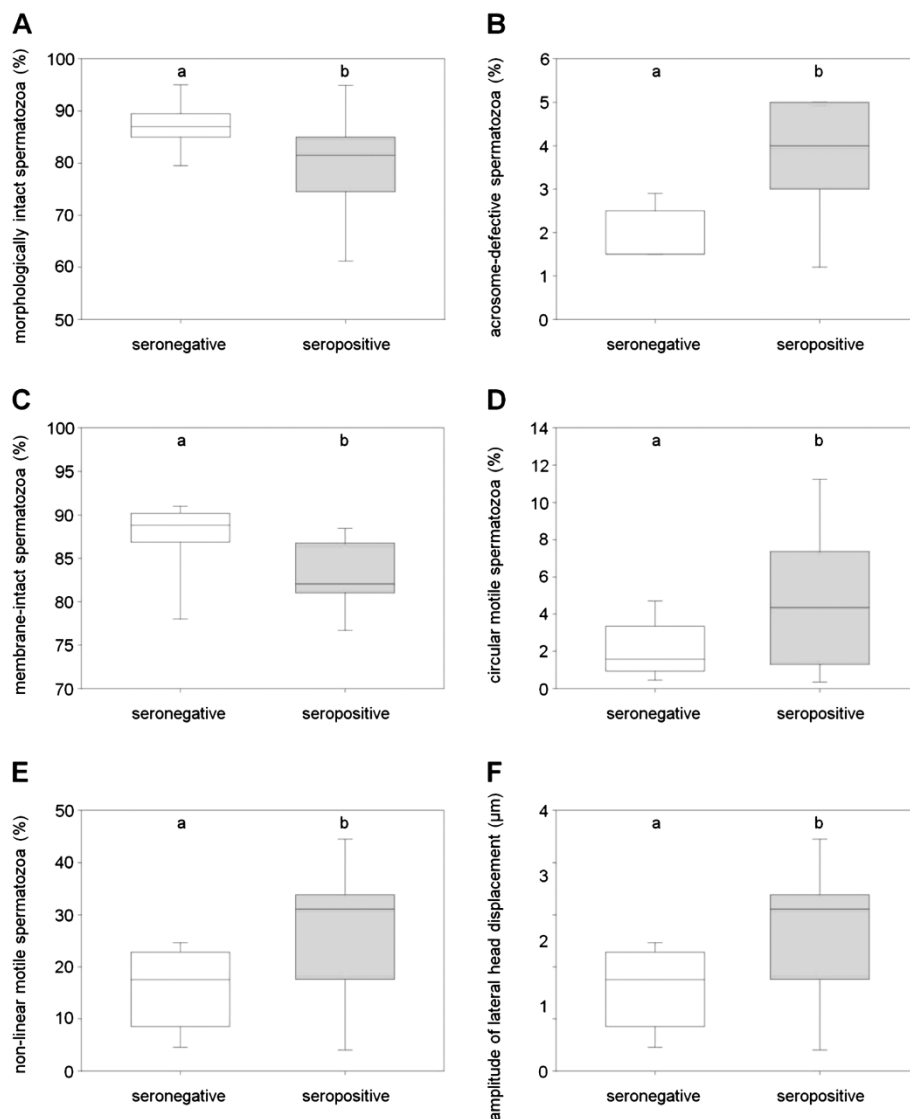 A
morphologically intact spermatozoa (%)
100
90
80
70
60
50
a
b
seronegative
seropositive
B
acrosome-defective spermatozoa (%)
6
5
4
3
2
1
0
a
b
seronegative
seropositive
C
membrane-intact spermatozoa (%)
100
95
90
85
80
75
70
a
b
seronegative
seropositive
D
circular motile spermatozoa (%)
14
12
10
8
6
4
2
0
a
b
seronegative
seropositive
E
non-linear motile spermatozoa (%)
50
40
30
20
10
0
a
b
seronegative
seropositive
F
amplitude of lateral head displacement (µm)
4
3
2
1
0
a
b
seronegative
seropositive